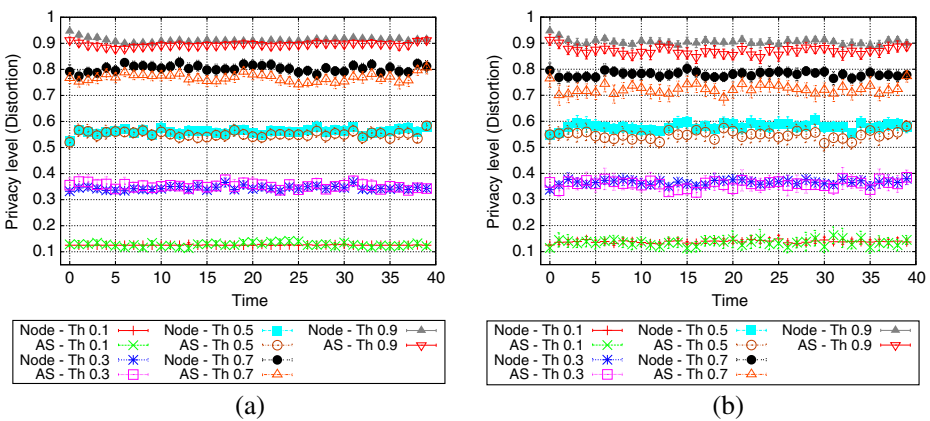 1
0.9
0.8
0.7
0.6
0.5
0.4
0.3
0.2
0.1
Privacy level (Distortion)
0 5 10 15 20 25 30 35 40
Time
Node - Th 0.1 Node - Th 0.5 Node - Th 0.9
AS - Th 0.1 AS - Th 0.5 AS - Th 0.9
Node - Th 0.3 Node - Th 0.7
AS - Th 0.3 AS - Th 0.7
(a)
1
0.9
0.8
0.7
0.6
0.5
0.4
0.3
0.2
0.1
Privacy level (Distortion)
0 5 10 15 20 25 30 35 40
Time
Node - Th 0.1 Node - Th 0.5 Node - Th 0.9
AS - Th 0.1 AS - Th 0.5 AS - Th 0.9
Node - Th 0.3 Node - Th 0.7
AS - Th 0.3 AS - Th 0.7
(b)